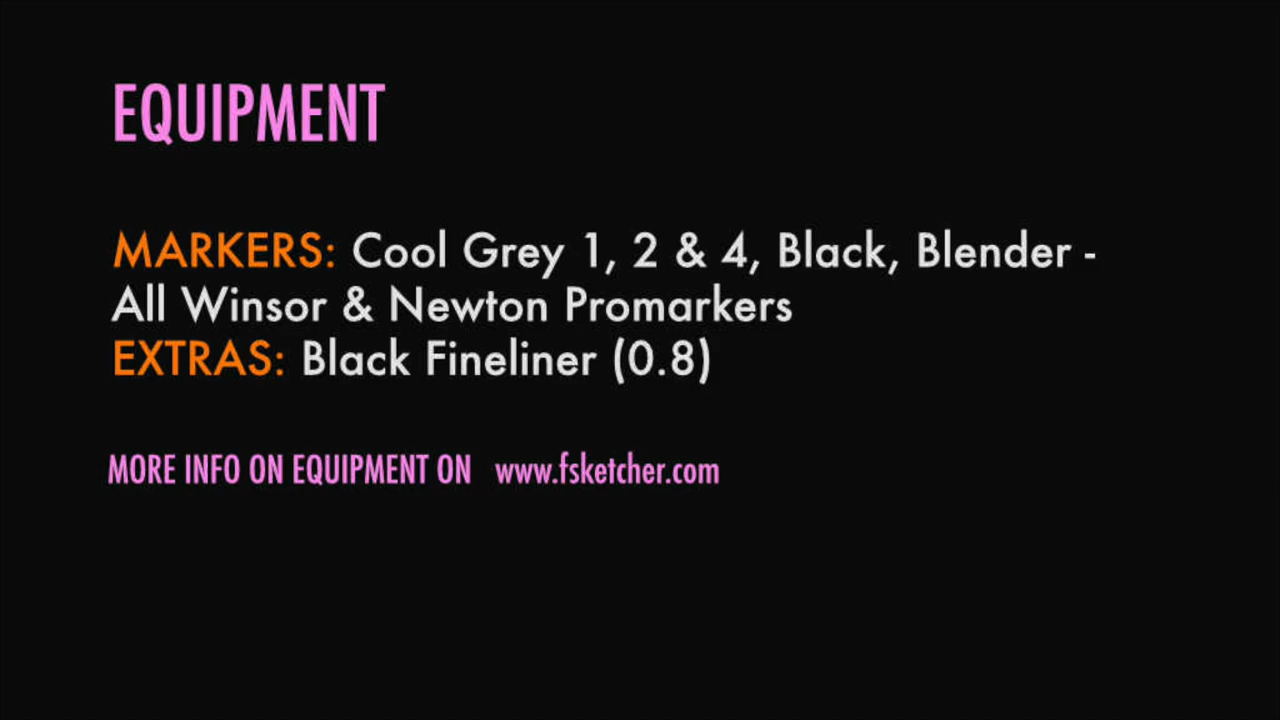 EQUIPMENT
MARKERS: Cool Grey 1, 2 & 4, Black, Blender -
All Winsor & Newton Promarkers
EXTRAS: Black Fineliner (0.8)
MORE INFO ON EQUIPMENT ON www.fsketcher.com